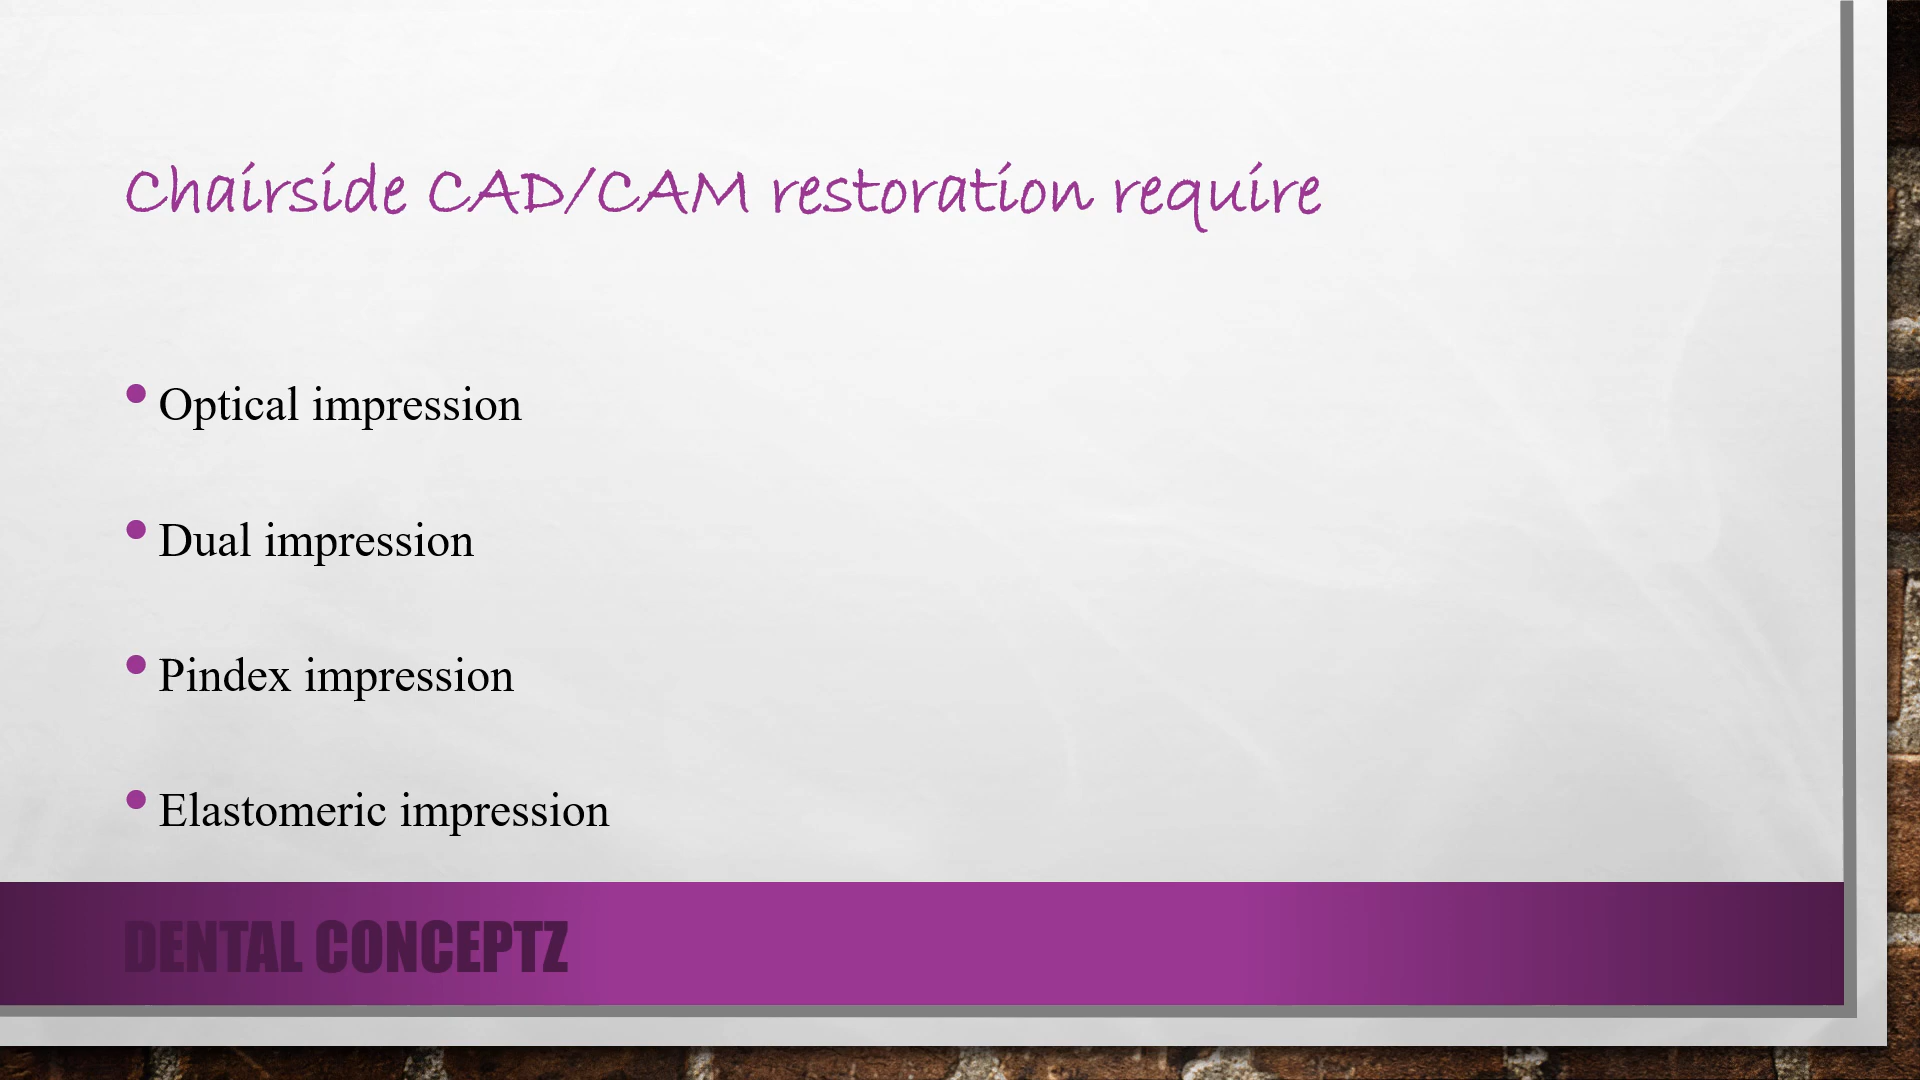 Chairside CAD/CAM restoration require
• Optical impression
• Dual impression
• Pindex impression
• Elastomeric impression
DENTAL CONCEPTZ